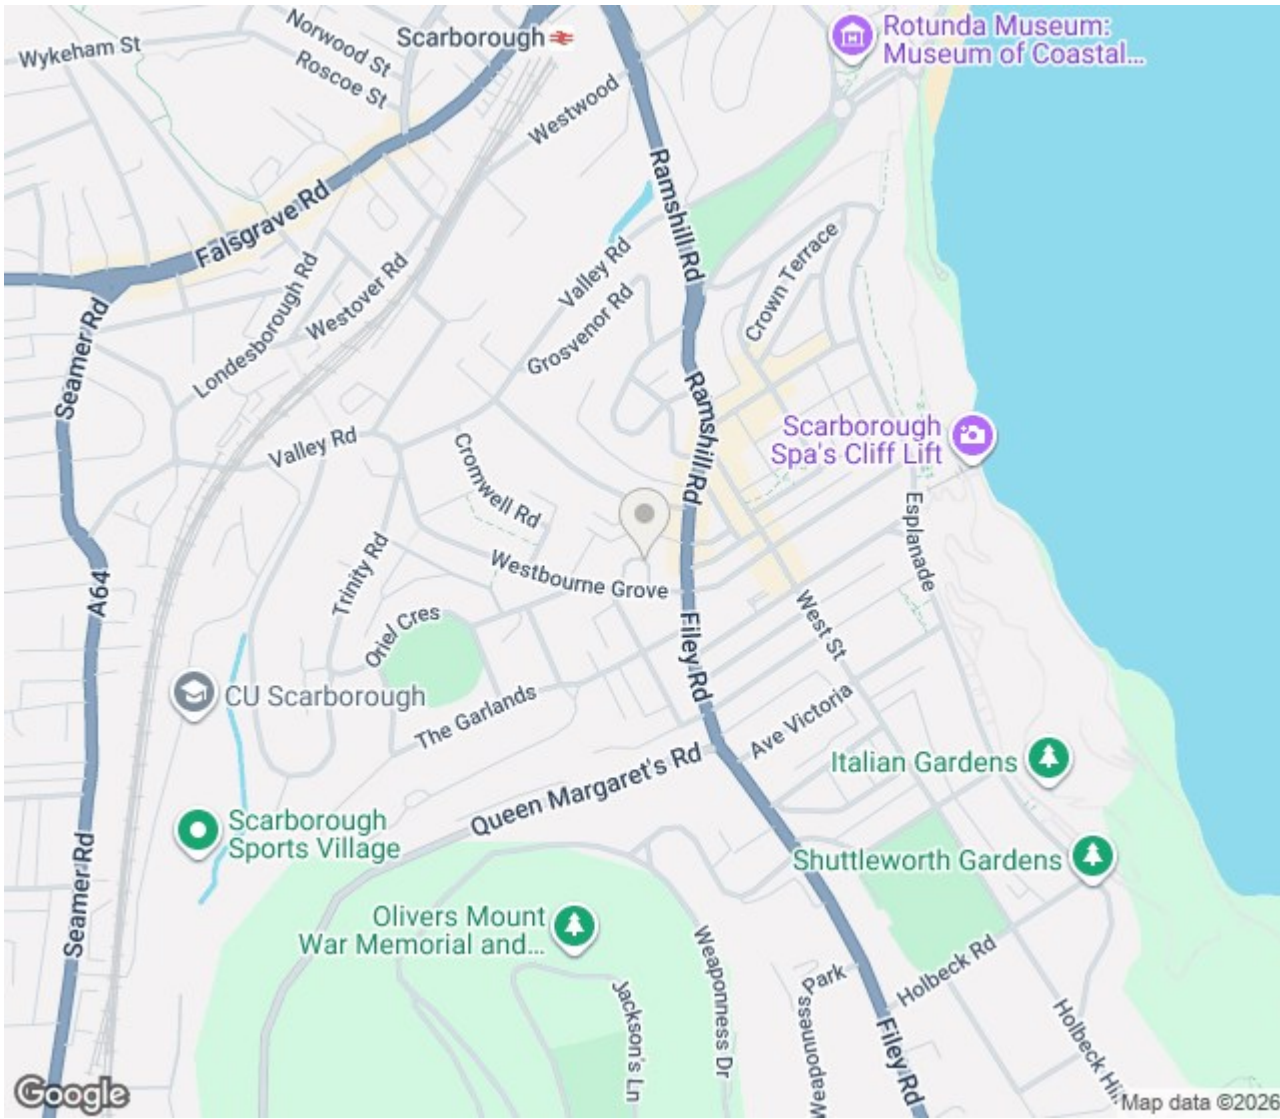 Wykeham St
Norwood St
Roscoe St
Scarborough
Westwood
Rotunda Museum:
Museum of Coastal...
Falsgrave Rd
Ramshill Rd
Valley Rd
Grosvenor Rd
Crown Terrace
Londesborough Rd
Westover Rd
Seamer Rd
Ramshill Rd
Scarborough
Spa's Cliff Lift
Valley Rd
Cromwell Rd
Esplanade
Trinity Rd
Westbourne Grove
A64
Oriel Cres
West St
Filey Rd
CU Scarborough
The Garlands
Ave Victoria
Italian Gardens
Queen Margaret's Rd
Scarborough
Sports Village
Shuttleworth Gardens
Seamer Rd
Olivers Mount
War Memorial and...
Weaponness Dr
Jackson's Ln
Weaponness Park
Holbeck Rd
Filey Rd
Holbeck Hi
Google
Map data ©2026